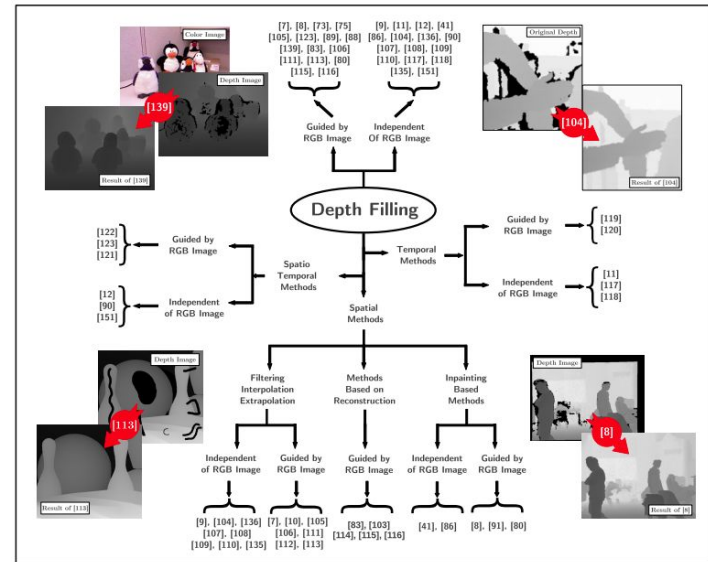 [7], [8], [73], [75]
[105], [123], [89], [88]
[139], [83], [106]
[111], [113], [80]
[115], [116]
[9], [11], [12], [41]
[86], [104], [136], [90]
[107], [108], [109]
[110], [117], [118]
[135], [151]
Color Image
Depth Image
[139]
Result of [139]
Guided by
RGB Image
Independent
Of RGB Image
Original Depth
[104]
Result of [104]
Depth Filling
[122]
[123]
[121]
Guided by
RGB Image
[12]
[90]
[151]
Independent
of RGB Image
Spatio
Temporal
Methods
Temporal
Methods
Guided by
RGB Image
[119]
[120]
Independent
of RGB Image
[11]
[117]
[118]
Spatial
Methods
Depth Image
[113]
Result of [113]
Filtering
Interpolation
Extrapolation
Methods
Based on
Reconstruction
Inpainting
Based
Methods
Depth Image
[8]
Result of [8]
Independent
of RGB Image
Guided by
RGB Image
Guided by
RGB Image
Independent
of RGB Image
Guided by
RGB Image
[9], [104], [136]
[107], [108]
[109], [110], [135]
[7], [10], [105]
[106], [111]
[112], [113]
[83], [103]
[114], [115], [116]
[41], [86]
[8], [91], [80]